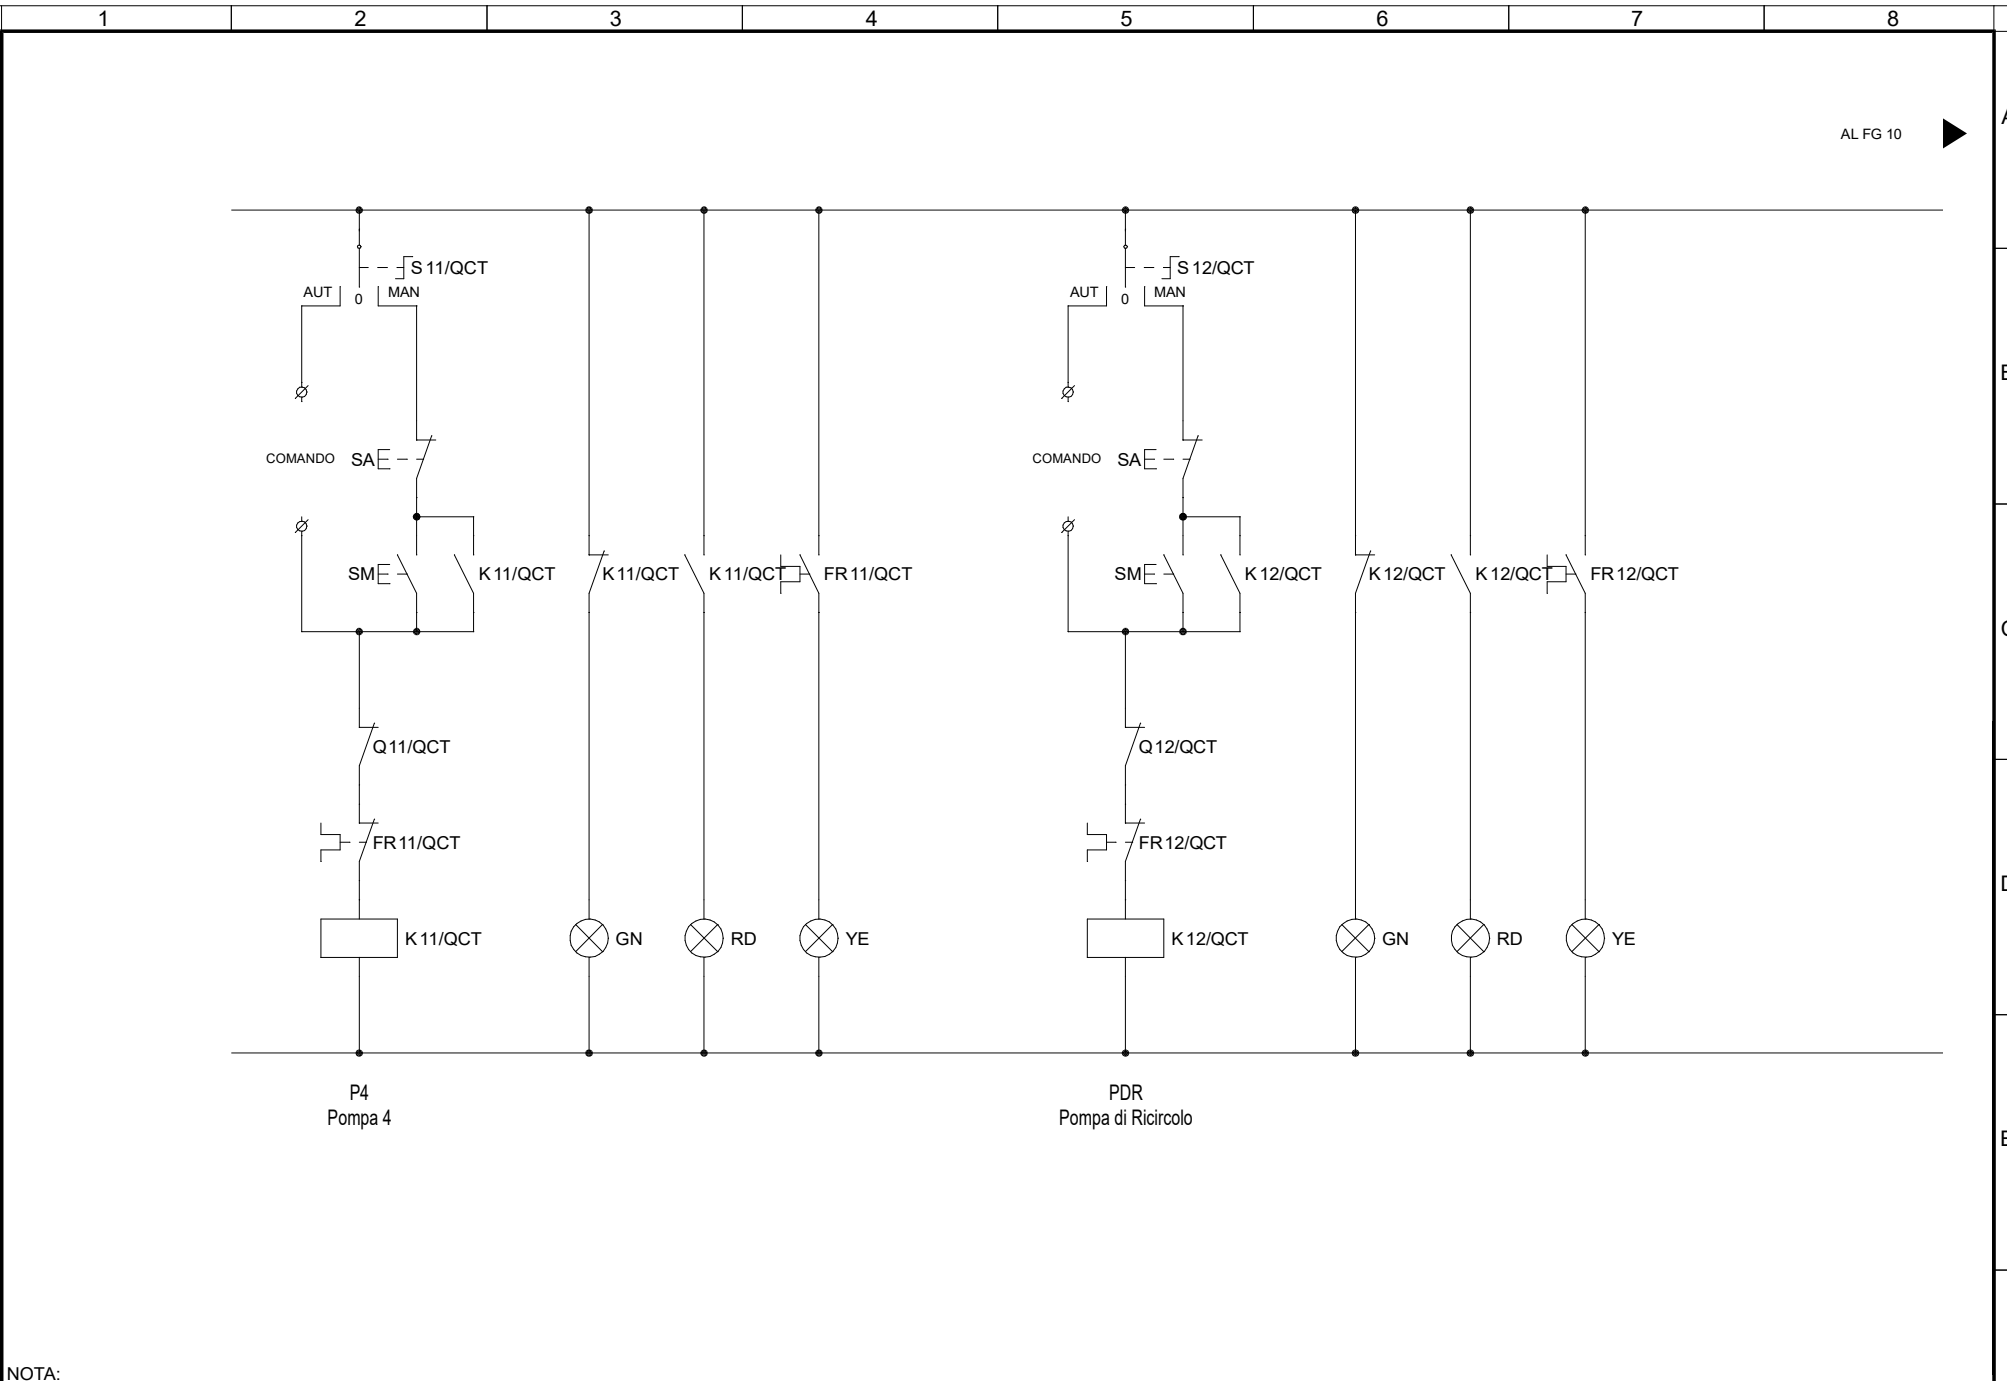 1 2 3 4 5 6 7 8
A
AL FG 10
S 11/QCT S 12/QCT
AUT 0 MAN AUT 0 MAN
B
COMANDO SA COMANDO SA
SM K 11/QCT K 11/QCT K 11/QCT FR 11/QCT SM K 12/QCT K 12/QCT K 12/QCT FR 12/QCT
C
Q 11/QCT Q 12/QCT
FR 11/QCT FR 12/QCT
D
K 11/QCT GN RD YE K 12/QCT GN RD YE
P4 PDR
Pompa 4 Pompa di Ricircolo
E
NOTA: